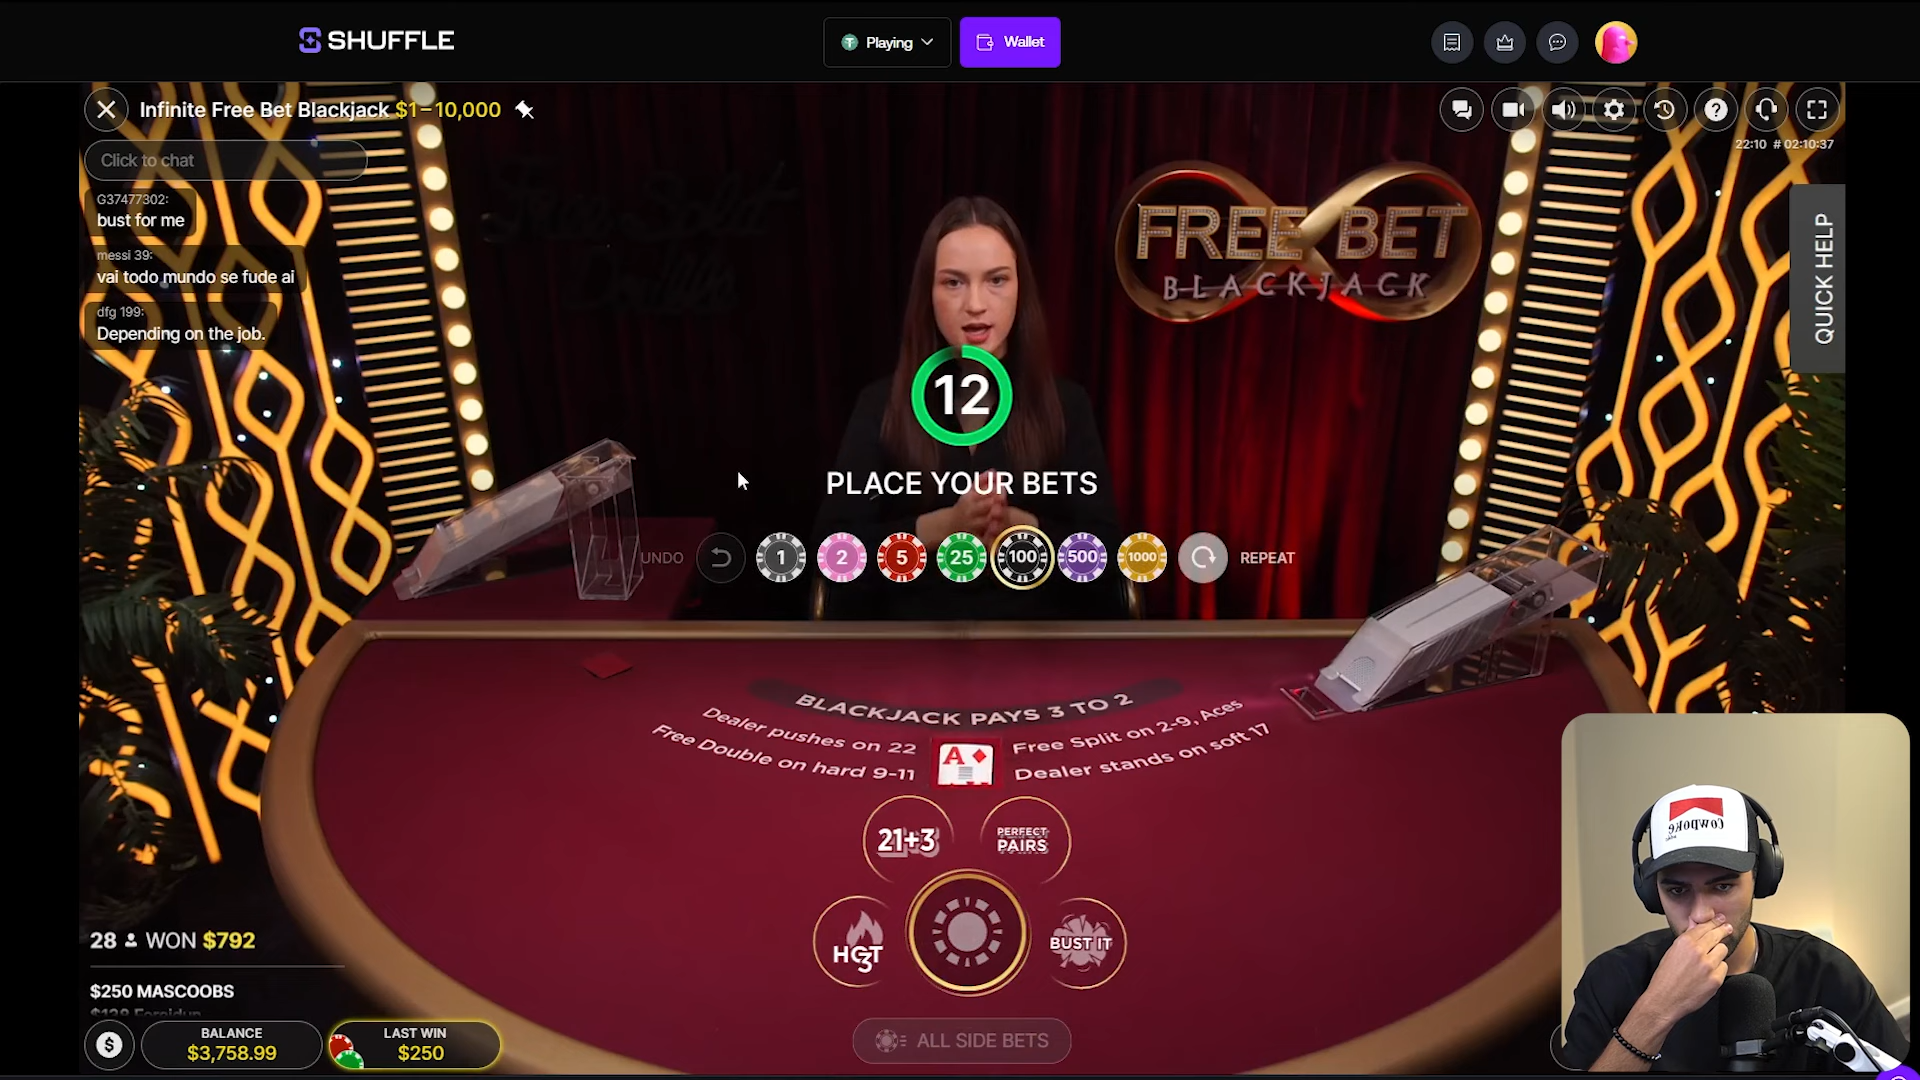 SHUFFLE
Playing
Wallet
Infinite Free Bet Blackjack $1–10,000
Click to chat
22:10 # 02:10:37
G37477302:
bust for me
messi 39:
vai todo mundo se fude ai
dfg 199:
Depending on the job.
FREE BET
BLACKJACK
QUICK HELP
12
PLACE YOUR BETS
UNDO
1
2
5
25
100
500
1000
REPEAT
BLACKJACK PAYS 3 TO 2
Dealer pushes on 22
Free Split on 2-9, Aces
Free Double on hard 9-11
Dealer stands on soft 17
A
21+3
PERFECT
PAIRS
HOT
3
BUST IT
Cowpoke
28 WON $792
$250 MASCOOBS
BALANCE
$3,758.99
LAST WIN
$250
ALL SIDE BETS